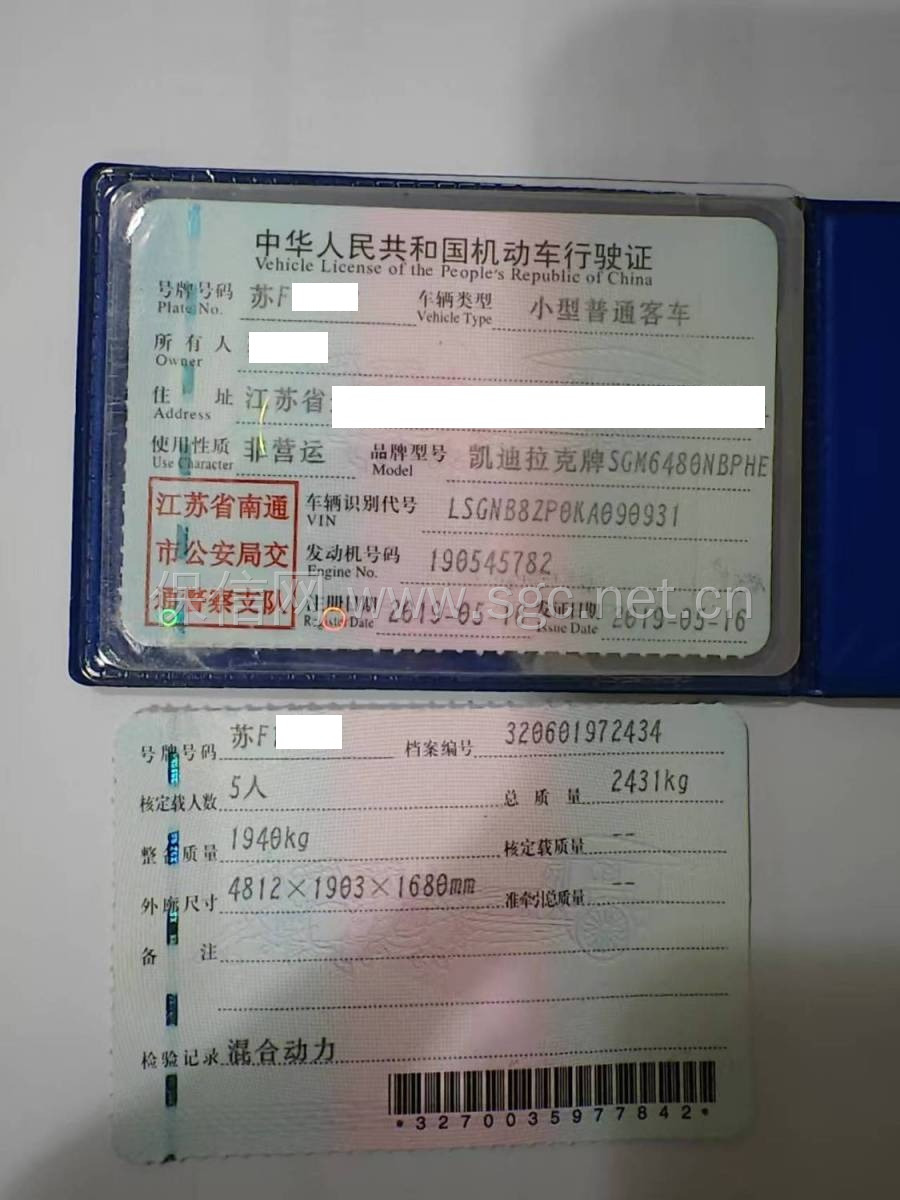 中华人民共和国机动车行驶证
Vehicle License of the People's Republic of China
号牌号码 苏F 车辆类型 小型普通客车
Plate No. Vehicle Type
所有人
Owner
住址 江苏省
Address
使用性质 非营运 品牌型号 凯迪拉克牌SGM6480NBPHE
Use Character Model
江苏省南通 车辆识别代号 LSGNB8ZP0KA090931
VIN
市公安局交 发动机号码 190545782
Engine No.
通警察支队 注册日期 2019-05-16 发证日期 2019-05-16
Register Date Issue Date
保信网 www.sgc.net.cn
号牌号码 苏F 档案编号 320601972434
核定载人数 5人 总质量 2431kg
整备质量 1940kg 核定载质量 --
外廓尺寸 4812×1903×1680mm 准牵引总质量 --
备注
检验记录 混合动力
*3270035977842*